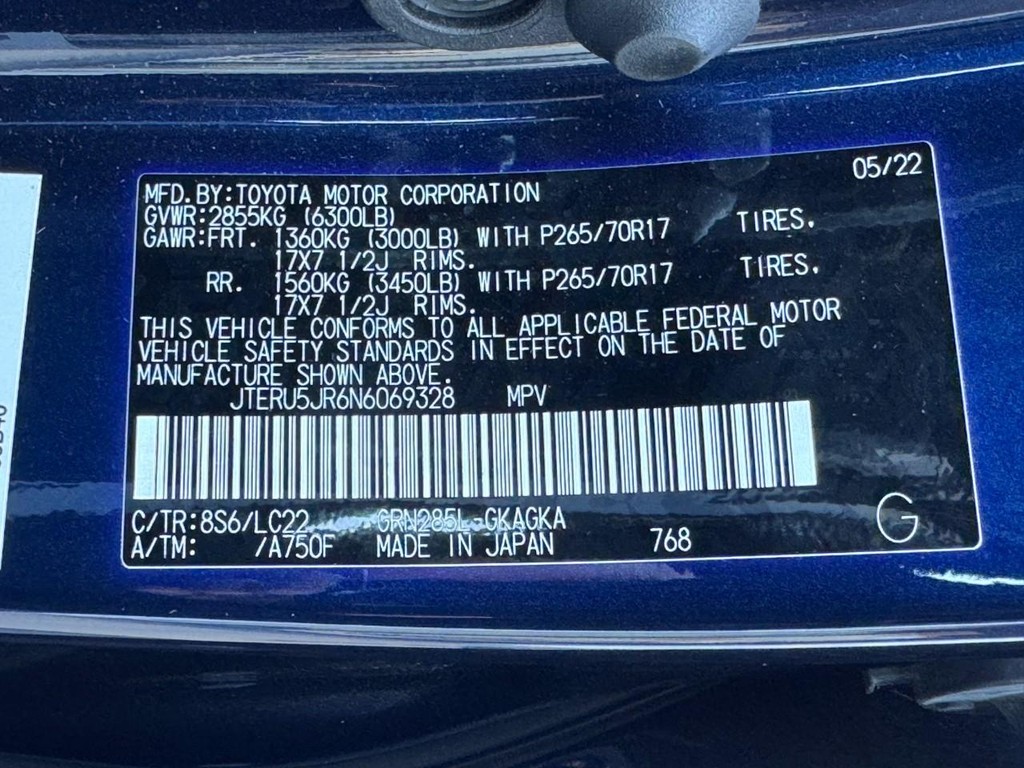 05/22
MFD.BY:TOYOTA MOTOR CORPORATION
GVWR:2855KG (6300LB)
GAWR:FRT. 1360KG (3000LB) WITH P265/70R17 TIRES.
17X7 1/2J RIMS.
RR. 1560KG (3450LB) WITH P265/70R17 TIRES.
17X7 1/2J RIMS.
THIS VEHICLE CONFORMS TO ALL APPLICABLE FEDERAL MOTOR
VEHICLE SAFETY STANDARDS IN EFFECT ON THE DATE OF
MANUFACTURE SHOWN ABOVE.
JTERU5JR6N6069328 MPV
C/TR:8S6/LC22 GRN285L-GKAGKA
A/TM: /A750F MADE IN JAPAN 768
G